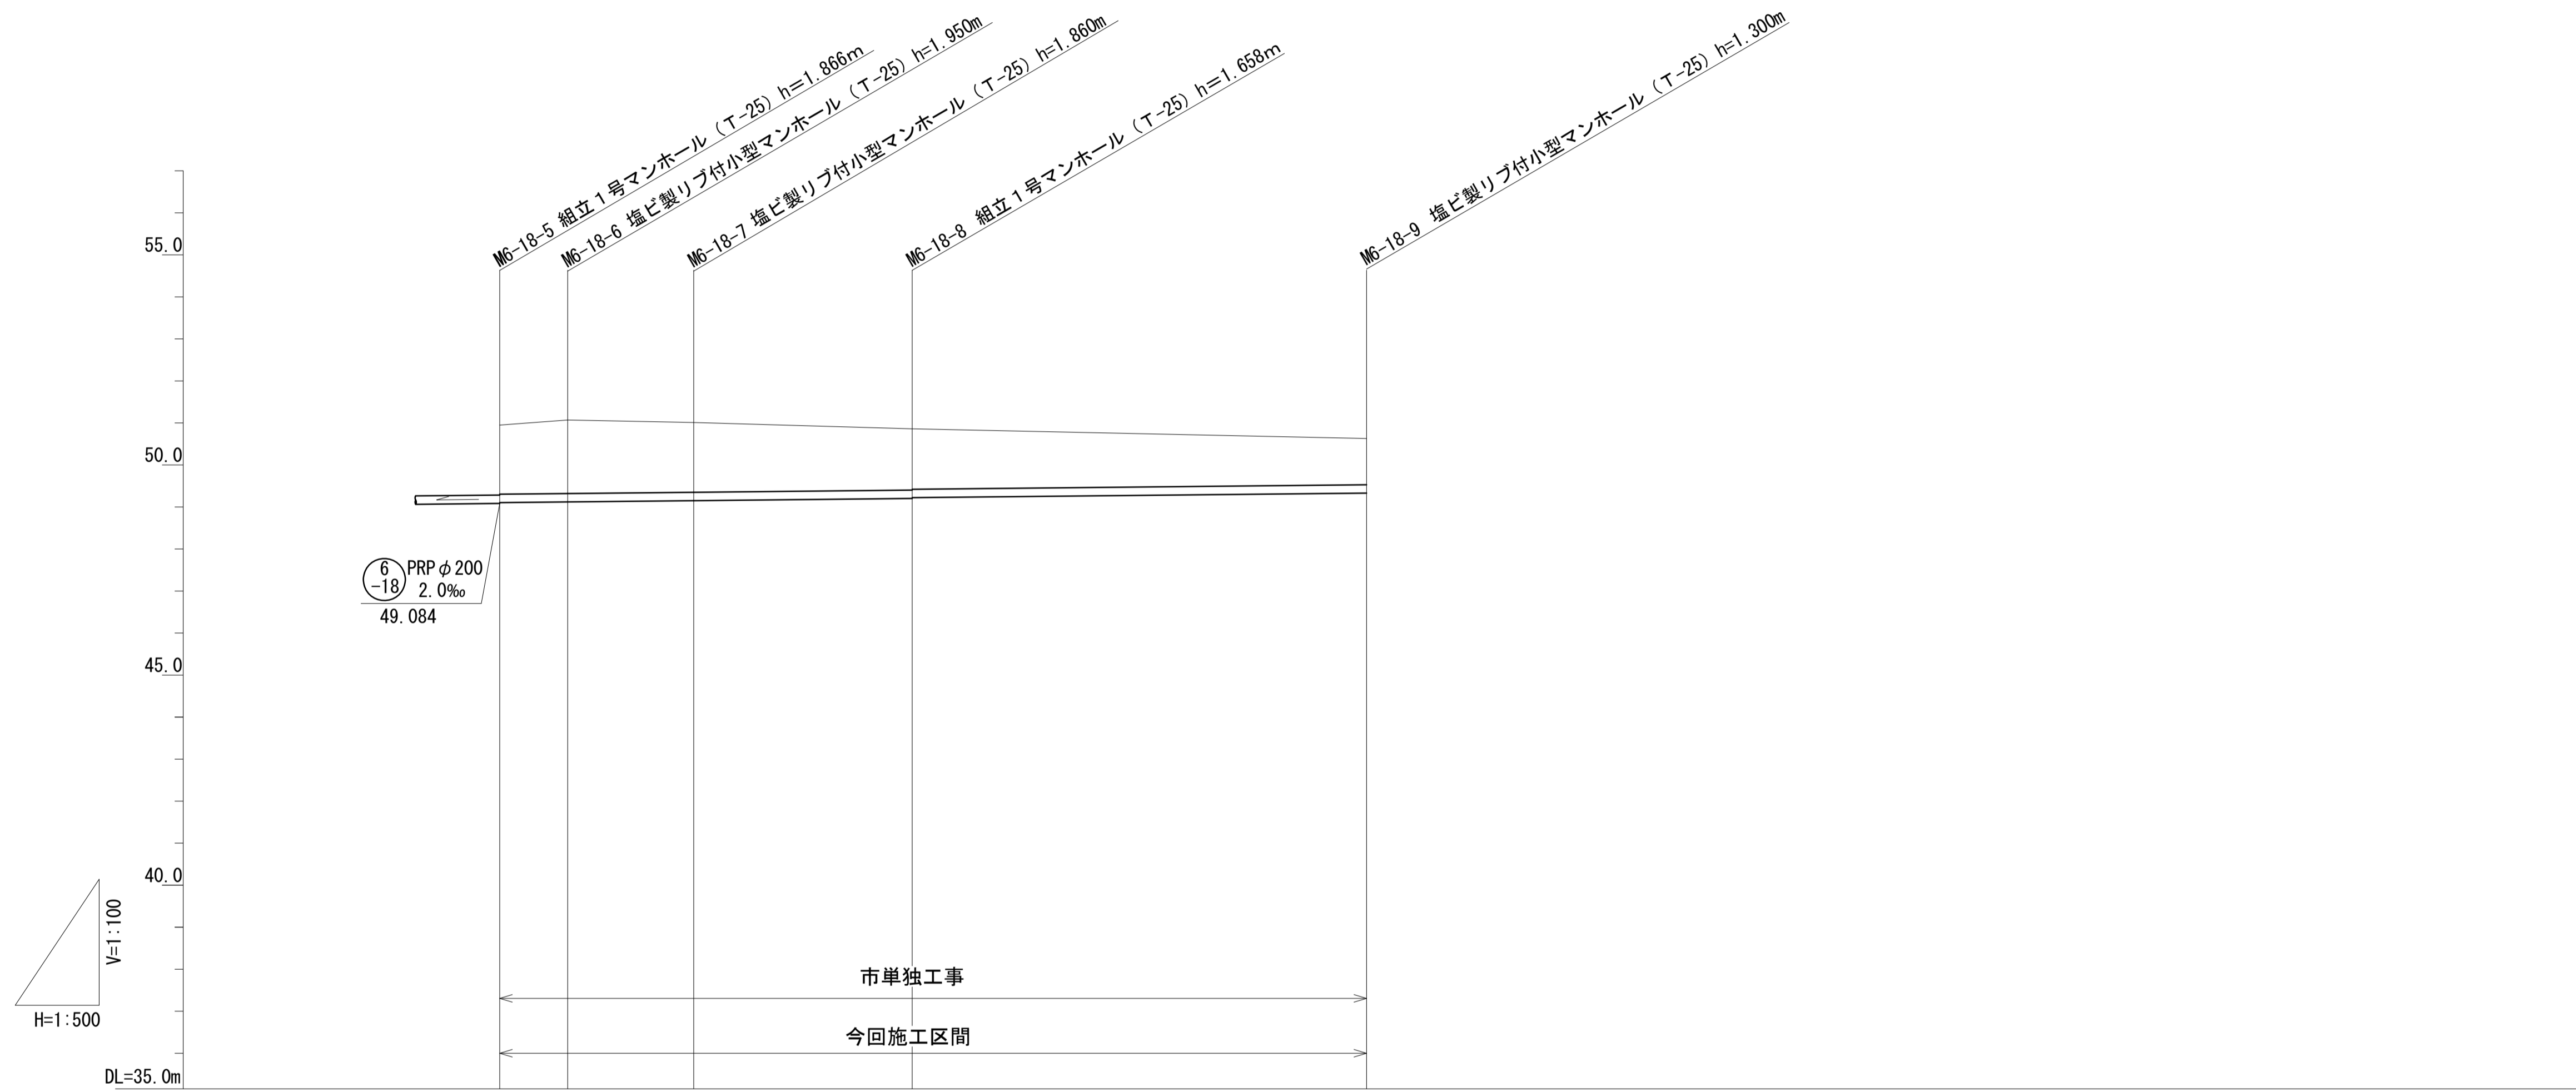 M6-18-5 組立１号マンホール（Ｔ-25）h＝1.866ｍ
M6-18-6 塩ビ製リブ付小型マンホール（Ｔ-25）h=1.950m
M6-18-7 塩ビ製リブ付小型マンホール（Ｔ-25）h=1.860m
M6-18-8 組立１号マンホール（Ｔ-25）h＝1.658ｍ
M6-18-9 塩ビ製リブ付小型マンホール（Ｔ-25）h=1.300m
55.0
50.0
6
-18
PRPφ200
2.0‰
49.084
45.0
40.0
V=1:100
H=1:500
市単独工事
今回施工区間
DL=35.0m